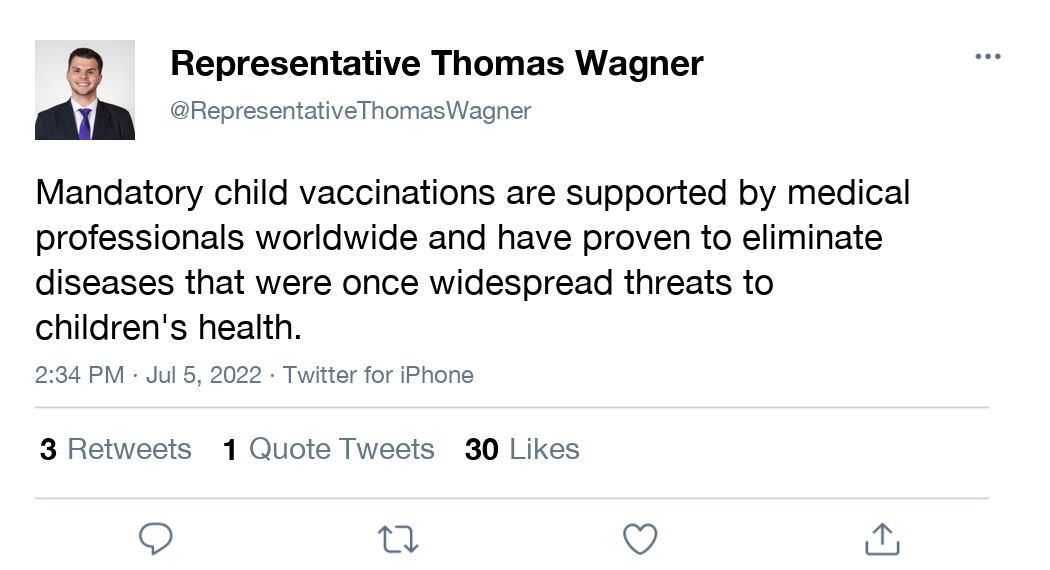 Representative Thomas Wagner
@RepresentativeThomasWagner
Mandatory child vaccinations are supported by medical
professionals worldwide and have proven to eliminate
diseases that were once widespread threats to
children's health.
2:34 PM · Jul 5, 2022 · Twitter for iPhone
3 Retweets 1 Quote Tweets 30 Likes